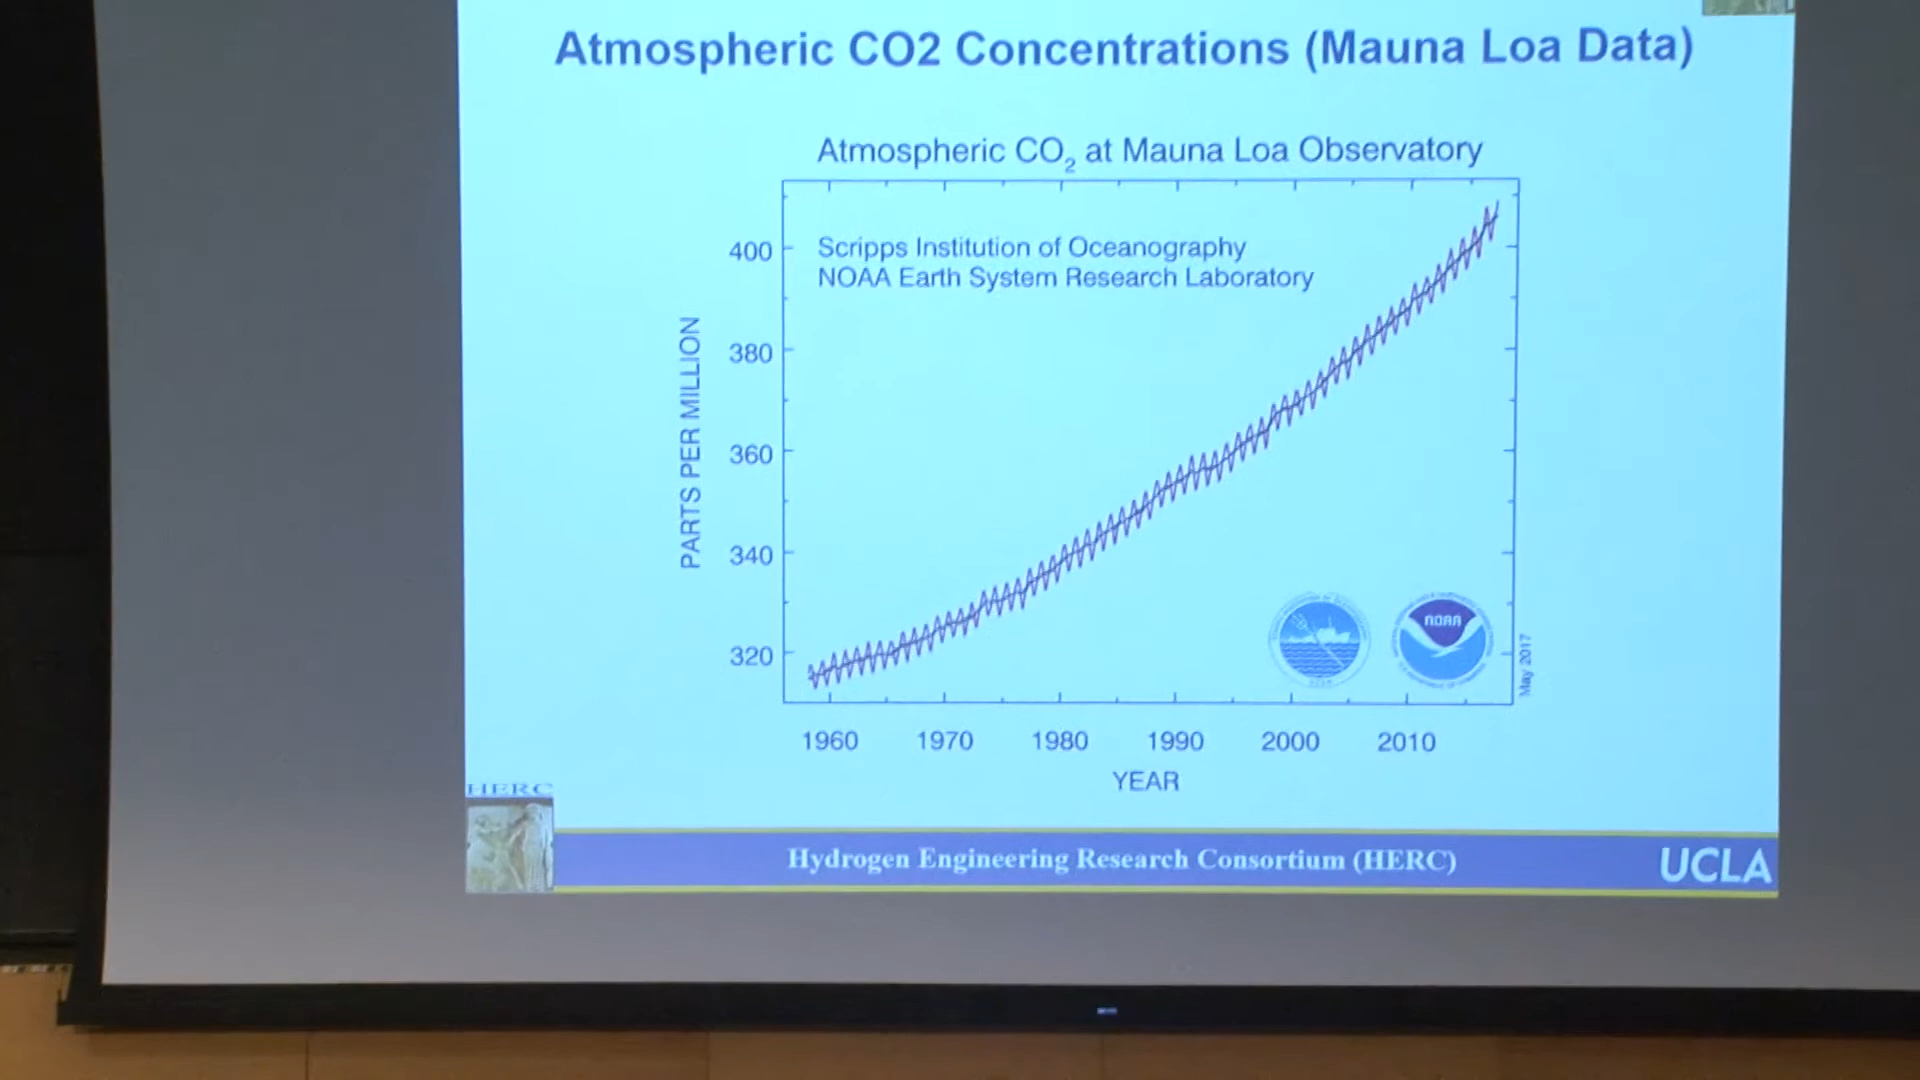 Atmospheric CO2 Concentrations (Mauna Loa Data)
Atmospheric CO₂ at Mauna Loa Observatory
Scripps Institution of Oceanography
NOAA Earth System Research Laboratory
PARTS PER MILLION
400
380
360
340
320
NOAA
May 2017
1960 1970 1980 1990 2000 2010
YEAR
HERC
Hydrogen Engineering Research Consortium (HERC)
UCLA